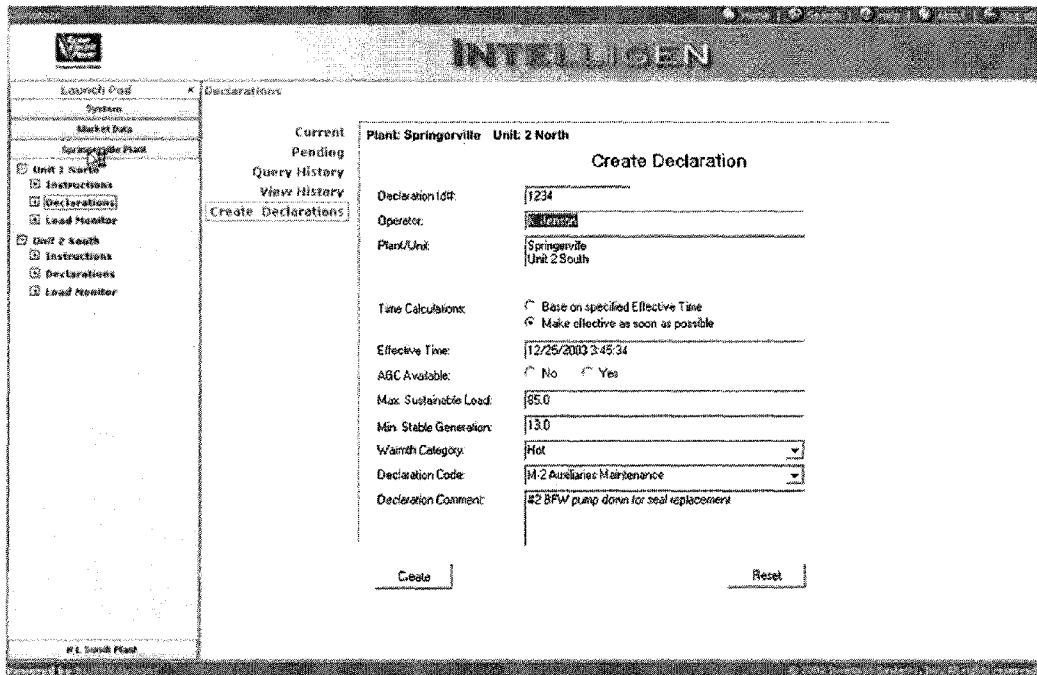 INTELLIGEN
Launch Pad
System
Market Data
Springerville Plant
Unit 1 North
Instructions
Declarations
Load Monitor
Unit 2 South
Instructions
Declarations
Load Monitor
Declarations
Current
Pending
Query History
View History
Create Declarations
Plant: Springerville Unit: 2 North
Create Declaration
Declaration Id#: 1234
Operator:
Plant/Unit: Springerville
Unit 2 South
Time Calculations: Base on specified Effective Time
Make effective as soon as possible
Effective Time: 12/25/2003 3:45:34
AGC Available: No Yes
Max. Sustainable Load: 85.0
Min. Stable Generation: 13.0
Warmth Category: Hot
Declaration Code: M-2 Auxiliaries Maintenance
Declaration Comment: #2 BFW pump down for seal replacement
Create Reset